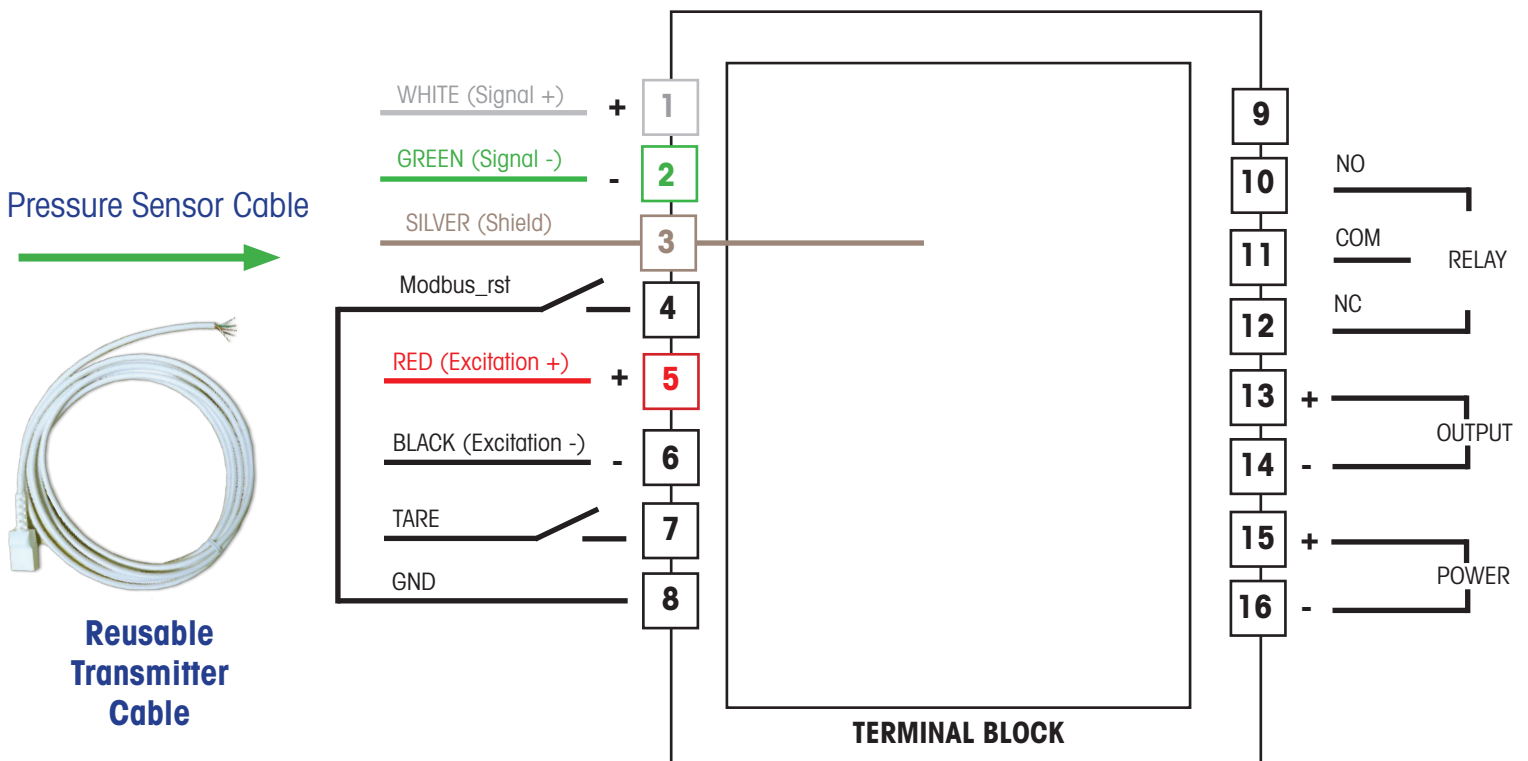 Pressure Sensor Cable
Reusable
Transmitter
Cable
WHITE (Signal +)
+
1
GREEN (Signal -)
-
2
SILVER (Shield)
3
Modbus_rst
4
RED (Excitation +)
+
5
BLACK (Excitation -)
-
6
TARE
7
GND
8
TERMINAL BLOCK
9
10
NO
11
COM
RELAY
12
NC
13
+
OUTPUT
14
-
15
+
POWER
16
-